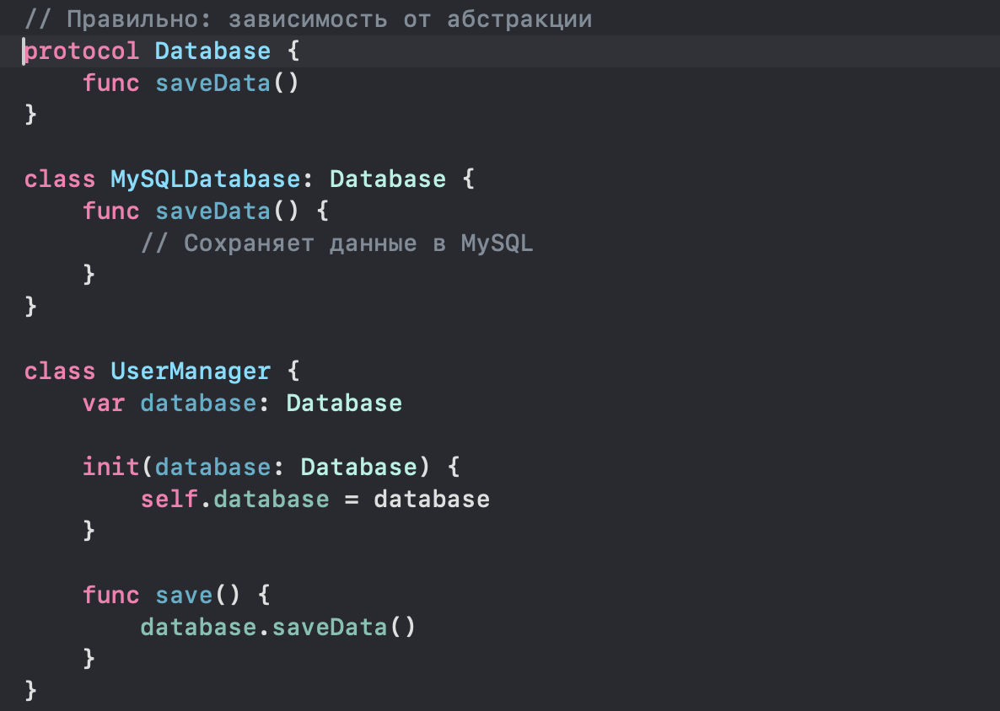 // Правильно: зависимость от абстракции
protocol Database {
    func saveData()
}

class MySQLDatabase: Database {
    func saveData() {
        // Сохраняет данные в MySQL
    }
}

class UserManager {
    var database: Database

    init(database: Database) {
        self.database = database
    }

    func save() {
        database.saveData()
    }
}